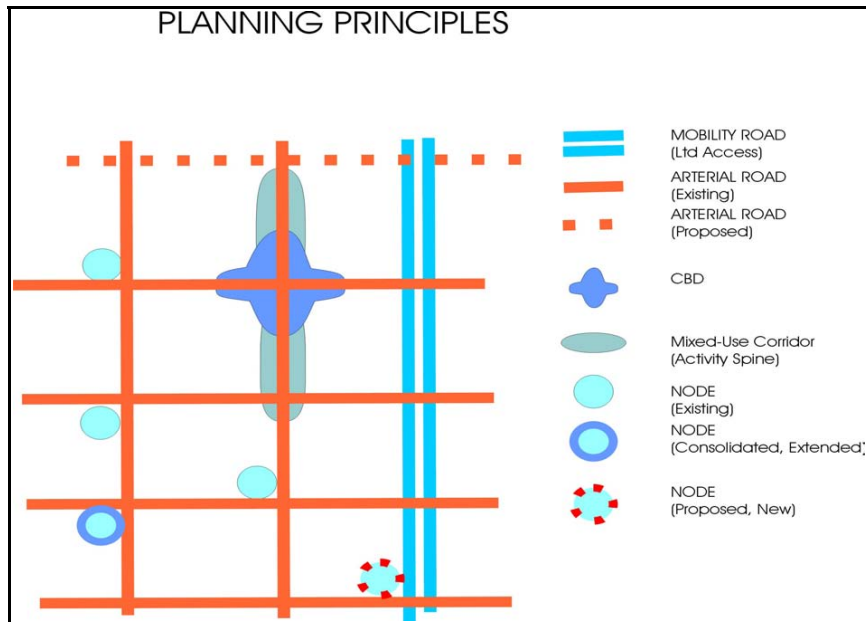 PLANNING PRINCIPLES
MOBILITY ROAD
(Ltd Access)
ARTERIAL ROAD
(Existing)
ARTERIAL ROAD
(Proposed)
CBD
Mixed-Use Corridor
(Activity Spine)
NODE
(Existing)
NODE
(Consolidated, Extended)
NODE
(Proposed, New)